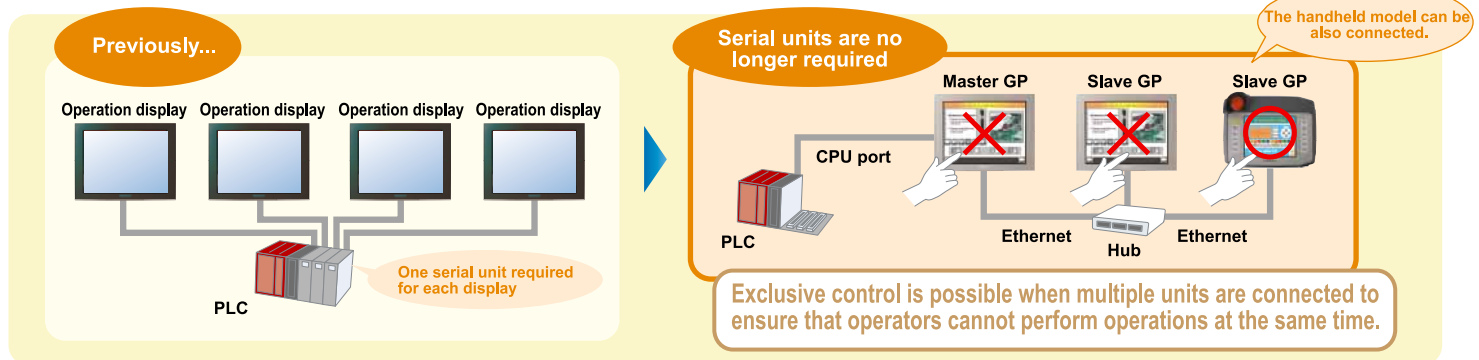 Previously...
Operation display
Operation display
Operation display
Operation display
One serial unit required
for each display
PLC
Serial units are no
longer required
The handheld model can be
also connected.
Master GP
Slave GP
Slave GP
CPU port
PLC
Ethernet
Hub
Ethernet
Exclusive control is possible when multiple units are connected to
ensure that operators cannot perform operations at the same time.